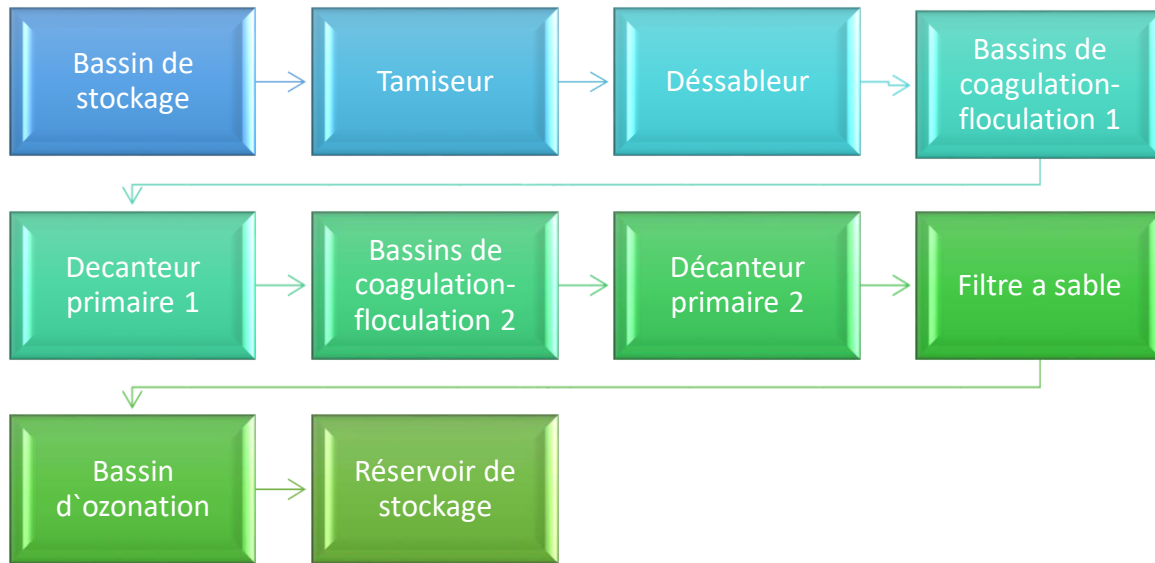 Bassin de
stockage
Tamiseur
Déssableur
Bassins de
coagulation-
floculation 1
Decanteur
primaire 1
Bassins de
coagulation-
floculation 2
Décanteur
primaire 2
Filtre a sable
Bassin
d`ozonation
Réservoir de
stockage